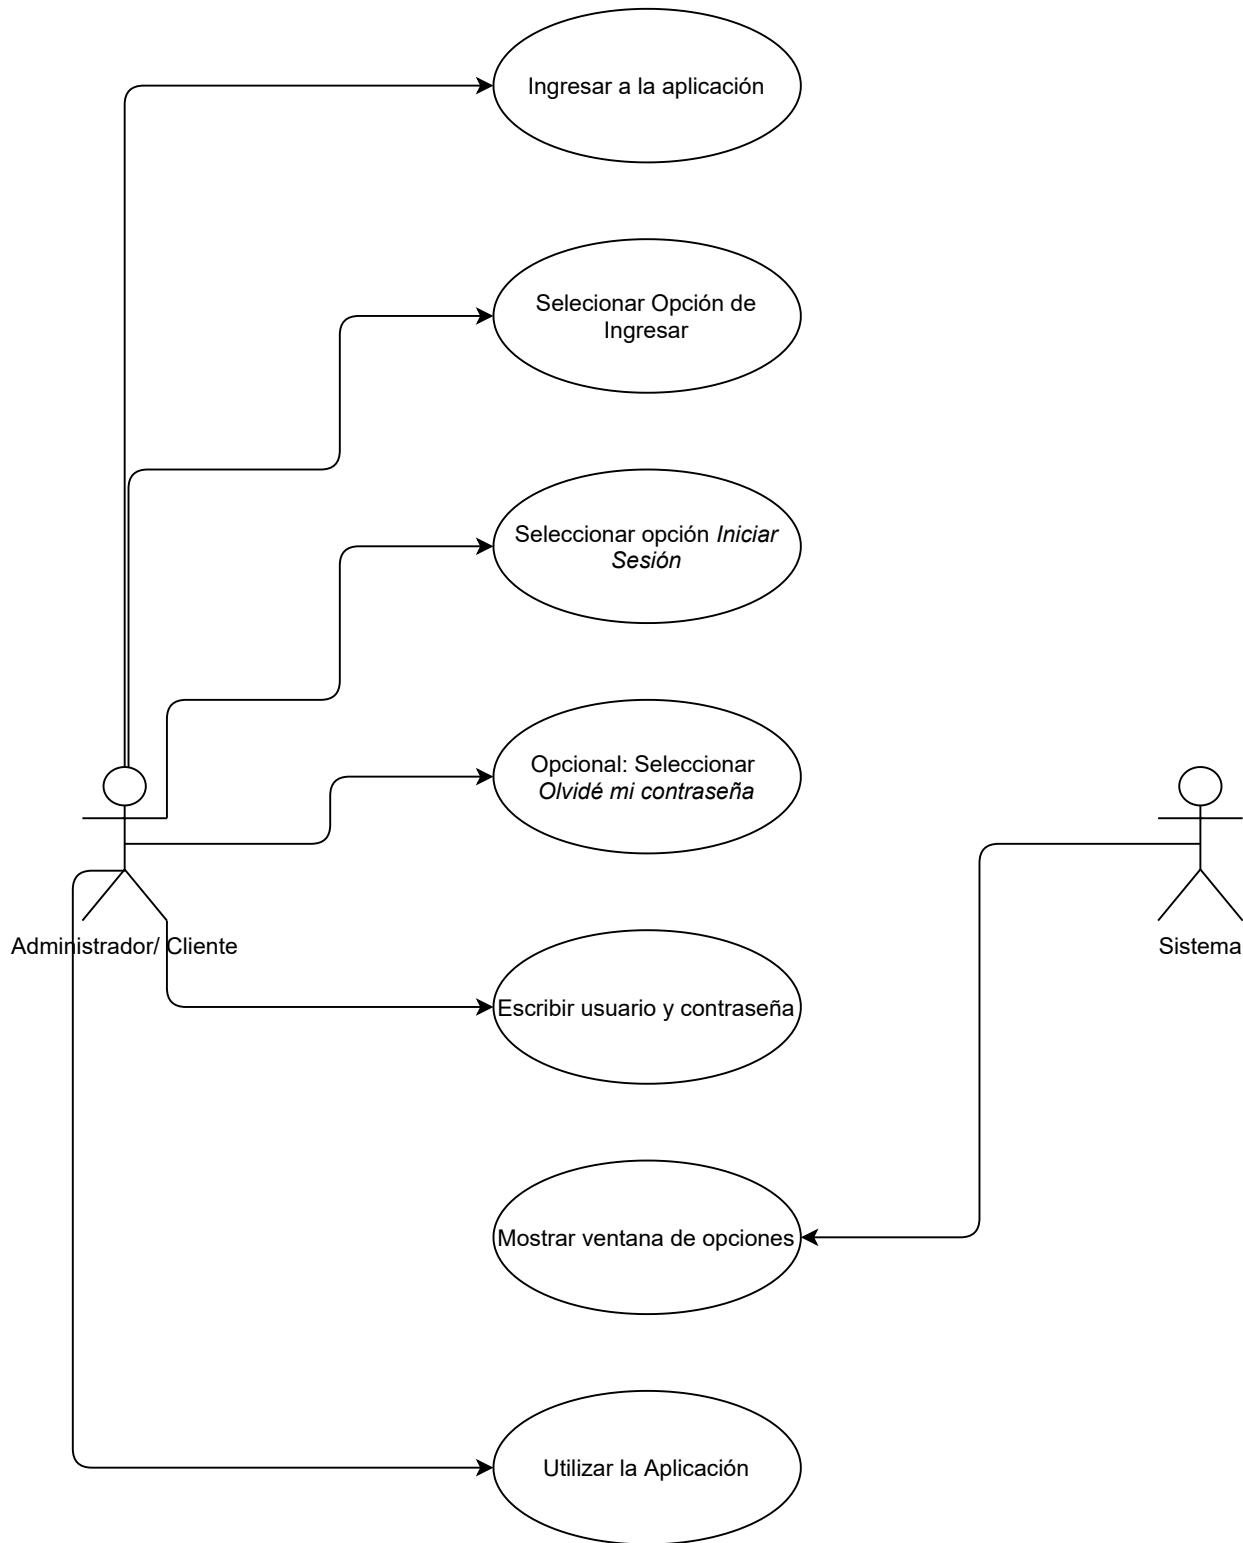 Ingresar a la aplicación
Selecionar Opción de
Ingresar
Seleccionar opción Iniciar
Sesión
Opcional: Seleccionar
Olvidé mi contraseña
Administrador/ Cliente
Sistema
Escribir usuario y contraseña
Mostrar ventana de opciones
Utilizar la Aplicación